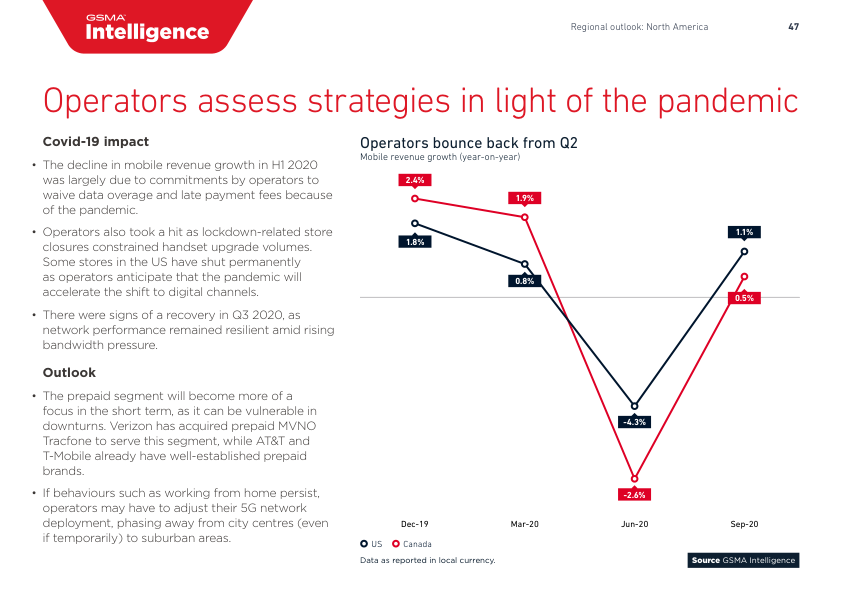 GSMA
Intelligence
Regional outlook: North America
47
Operators assess strategies in light of the pandemic
Covid-19 impact
• The decline in mobile revenue growth in H1 2020
was largely due to commitments by operators to
waive data overage and late payment fees because
of the pandemic.
• Operators also took a hit as lockdown-related store
closures constrained handset upgrade volumes.
Some stores in the US have shut permanently
as operators anticipate that the pandemic will
accelerate the shift to digital channels.
• There were signs of a recovery in Q3 2020, as
network performance remained resilient amid rising
bandwidth pressure.
Outlook
• The prepaid segment will become more of a
focus in the short term, as it can be vulnerable in
downturns. Verizon has acquired prepaid MVNO
Tracfone to serve this segment, while AT&T and
T-Mobile already have well-established prepaid
brands.
• If behaviours such as working from home persist,
operators may have to adjust their 5G network
deployment, phasing away from city centres (even
if temporarily) to suburban areas.
Operators bounce back from Q2
Mobile revenue growth (year-on-year)
2.4%
1.9%
1.8%
1.1%
0.8%
0.5%
-4.3%
-2.6%
Dec-19
Mar-20
Jun-20
Sep-20
US
Canada
Data as reported in local currency.
Source GSMA Intelligence